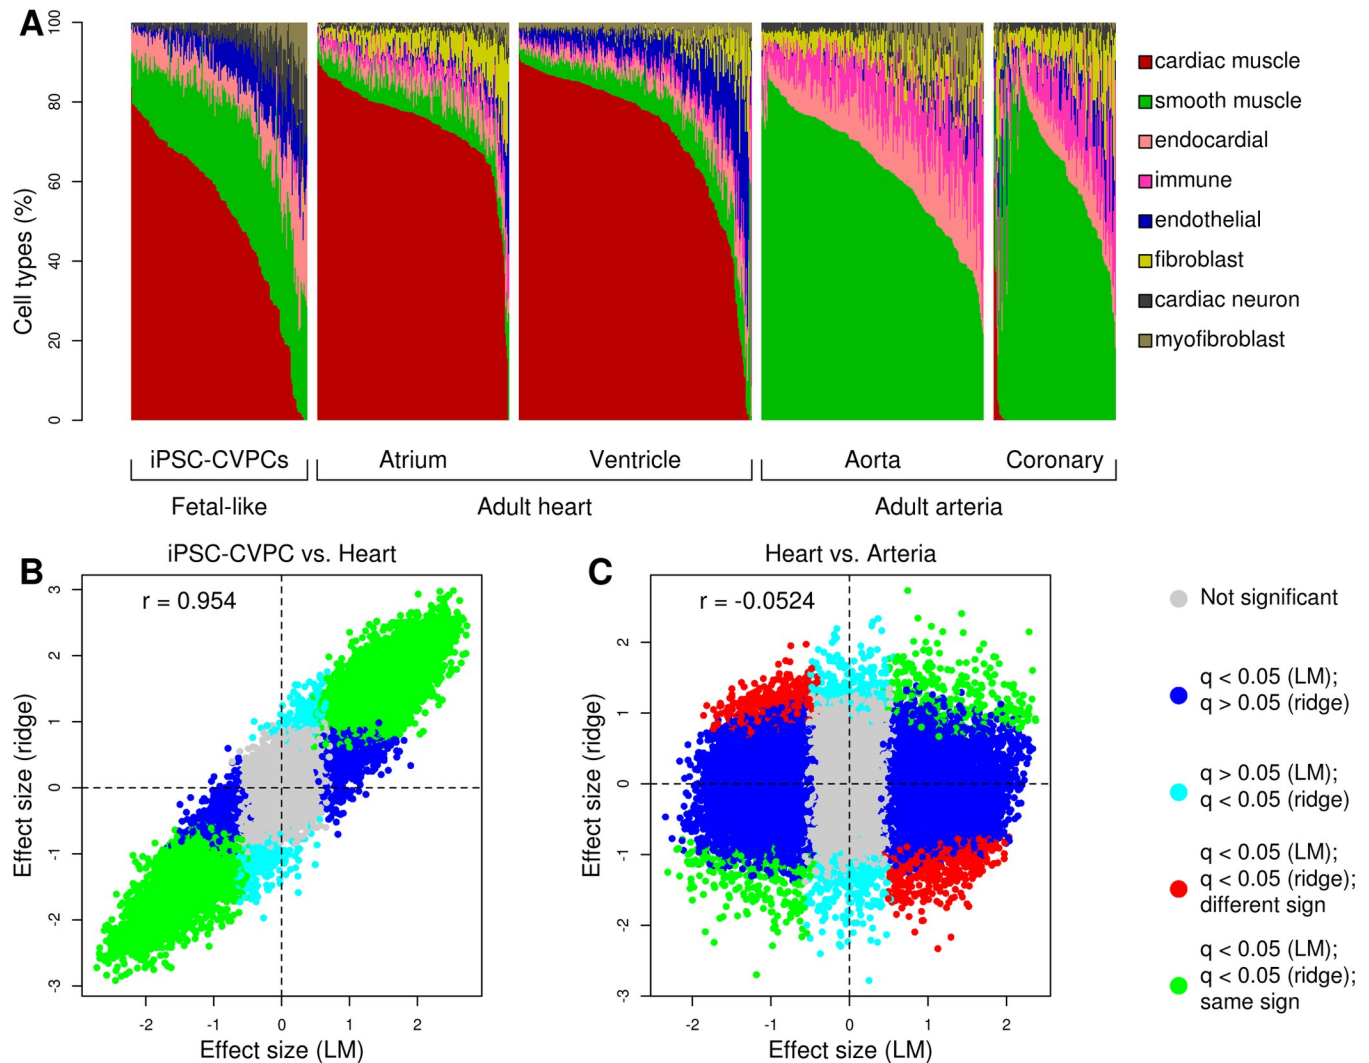 A
100
80
60
40
20
0
Cell types (%)
cardiac muscle
smooth muscle
endocardial
immune
endothelial
fibroblast
cardiac neuron
myofibroblast
iPSC-CVPCs
Atrium
Ventricle
Aorta
Coronary
Fetal-like
Adult heart
Adult arteria
B
iPSC-CVPC vs. Heart
r = 0.954
3
2
1
0
-1
-2
-3
Effect size (ridge)
-2 -1 0 1 2
Effect size (LM)
C
Heart vs. Arteria
r = -0.0524
2
1
0
-1
-2
-3
Effect size (ridge)
-2 -1 0 1 2
Effect size (LM)
Not significant
q < 0.05 (LM);
q > 0.05 (ridge)
q > 0.05 (LM);
q < 0.05 (ridge)
q < 0.05 (LM);
q < 0.05 (ridge);
different sign
q < 0.05 (LM);
q < 0.05 (ridge);
same sign